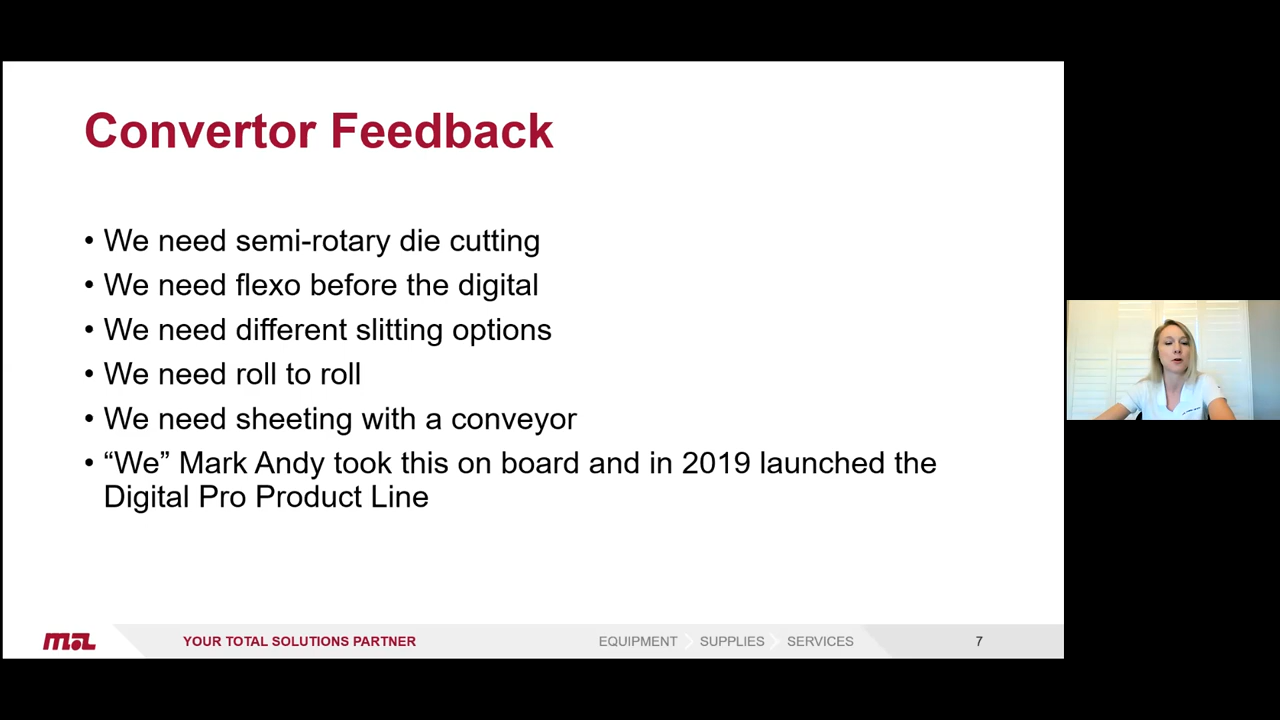 Convertor Feedback
• We need semi-rotary die cutting
• We need flexo before the digital
• We need different slitting options
• We need roll to roll
• We need sheeting with a conveyor
• “We” Mark Andy took this on board and in 2019 launched the
Digital Pro Product Line
YOUR TOTAL SOLUTIONS PARTNER
EQUIPMENT
SUPPLIES
SERVICES
7